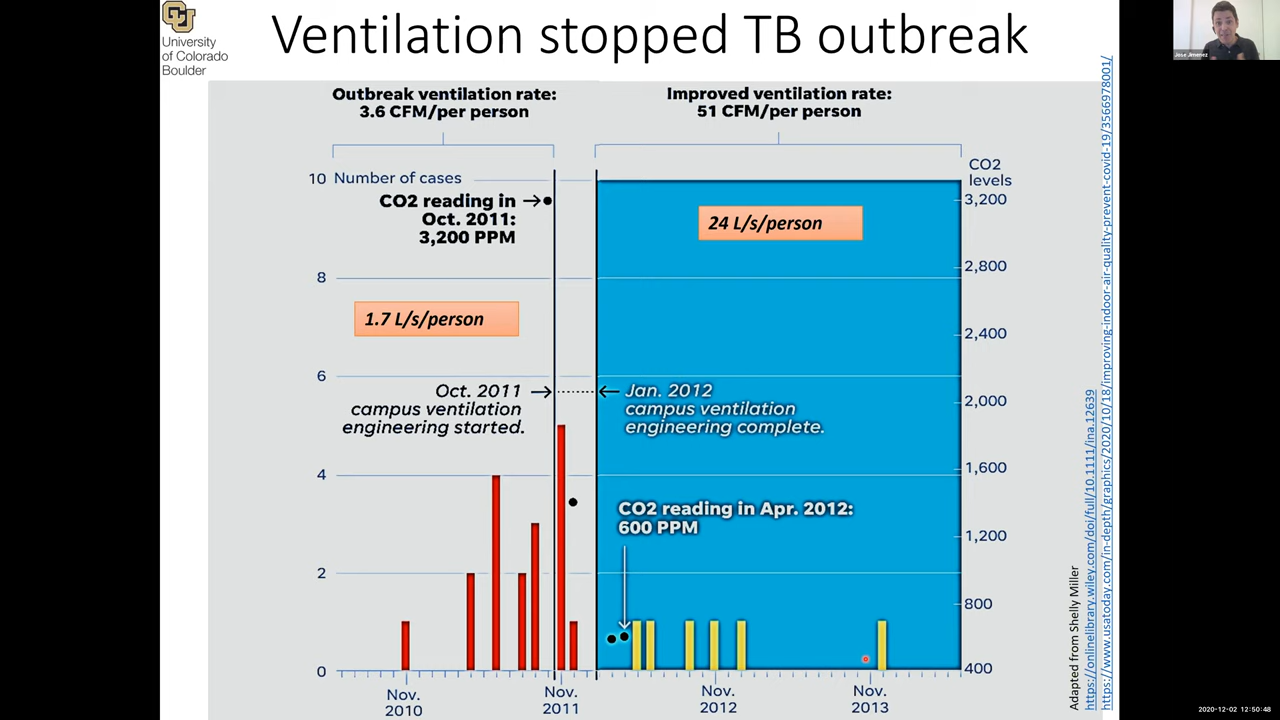 CU
University
of Colorado
Boulder
Ventilation stopped TB outbreak
Jose Jimenez
Outbreak ventilation rate:
3.6 CFM/per person
Improved ventilation rate:
51 CFM/per person
10 Number of cases
CO2
levels
CO2 reading in
Oct. 2011:
3,200 PPM
24 L/s/person
1.7 L/s/person
Oct. 2011
campus ventilation
engineering started.
Jan. 2012
campus ventilation
engineering complete.
CO2 reading in Apr. 2012:
600 PPM
8
6
4
2
0
3,200
2,800
2,400
2,000
1,600
1,200
800
400
Nov.
2010
Nov.
2011
Nov.
2012
Nov.
2013
Adapted from Shelly Miller
https://onlinelibrary.wiley.com/doi/full/10.1111/ina.12639
https://www.usatoday.com/in-depth/graphics/2020/10/18/improving-indoor-air-quality-prevent-covid-19/3566978001/
2020-12-02 12:50:48